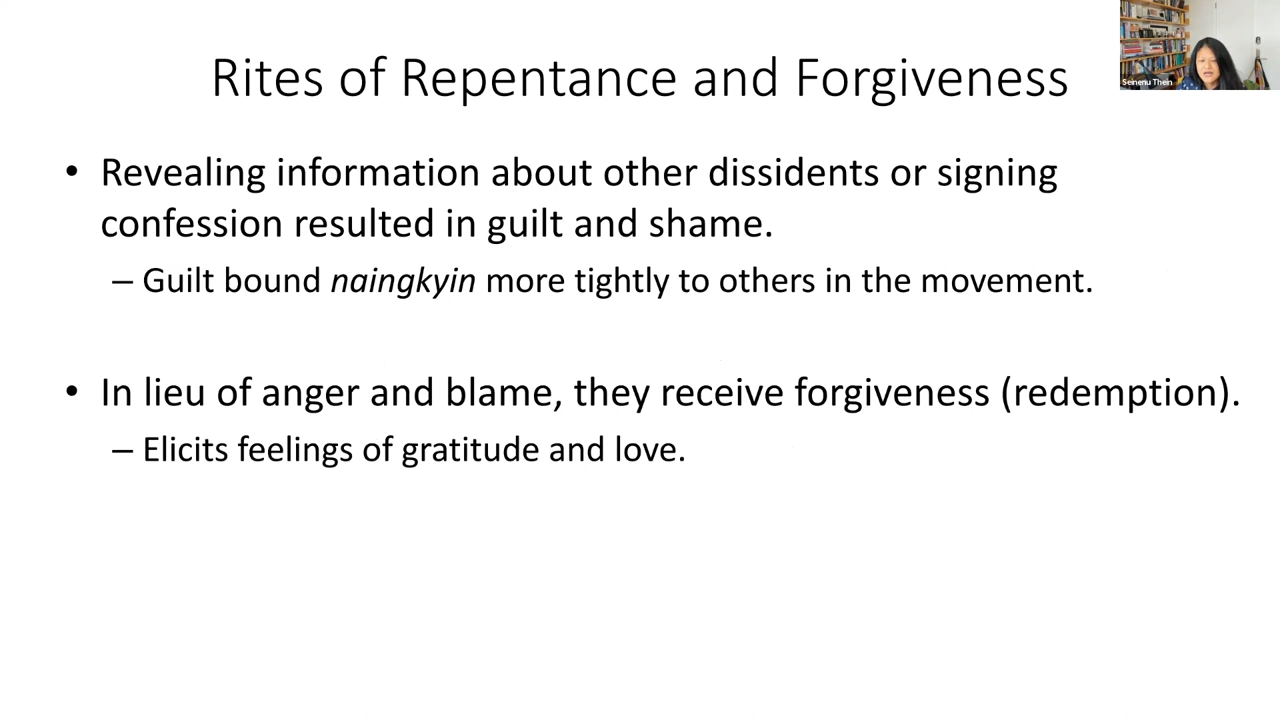 Rites of Repentance and Forgiveness
Seinenu Thein
• Revealing information about other dissidents or signing
confession resulted in guilt and shame.
– Guilt bound naingkyin more tightly to others in the movement.
• In lieu of anger and blame, they receive forgiveness (redemption).
– Elicits feelings of gratitude and love.